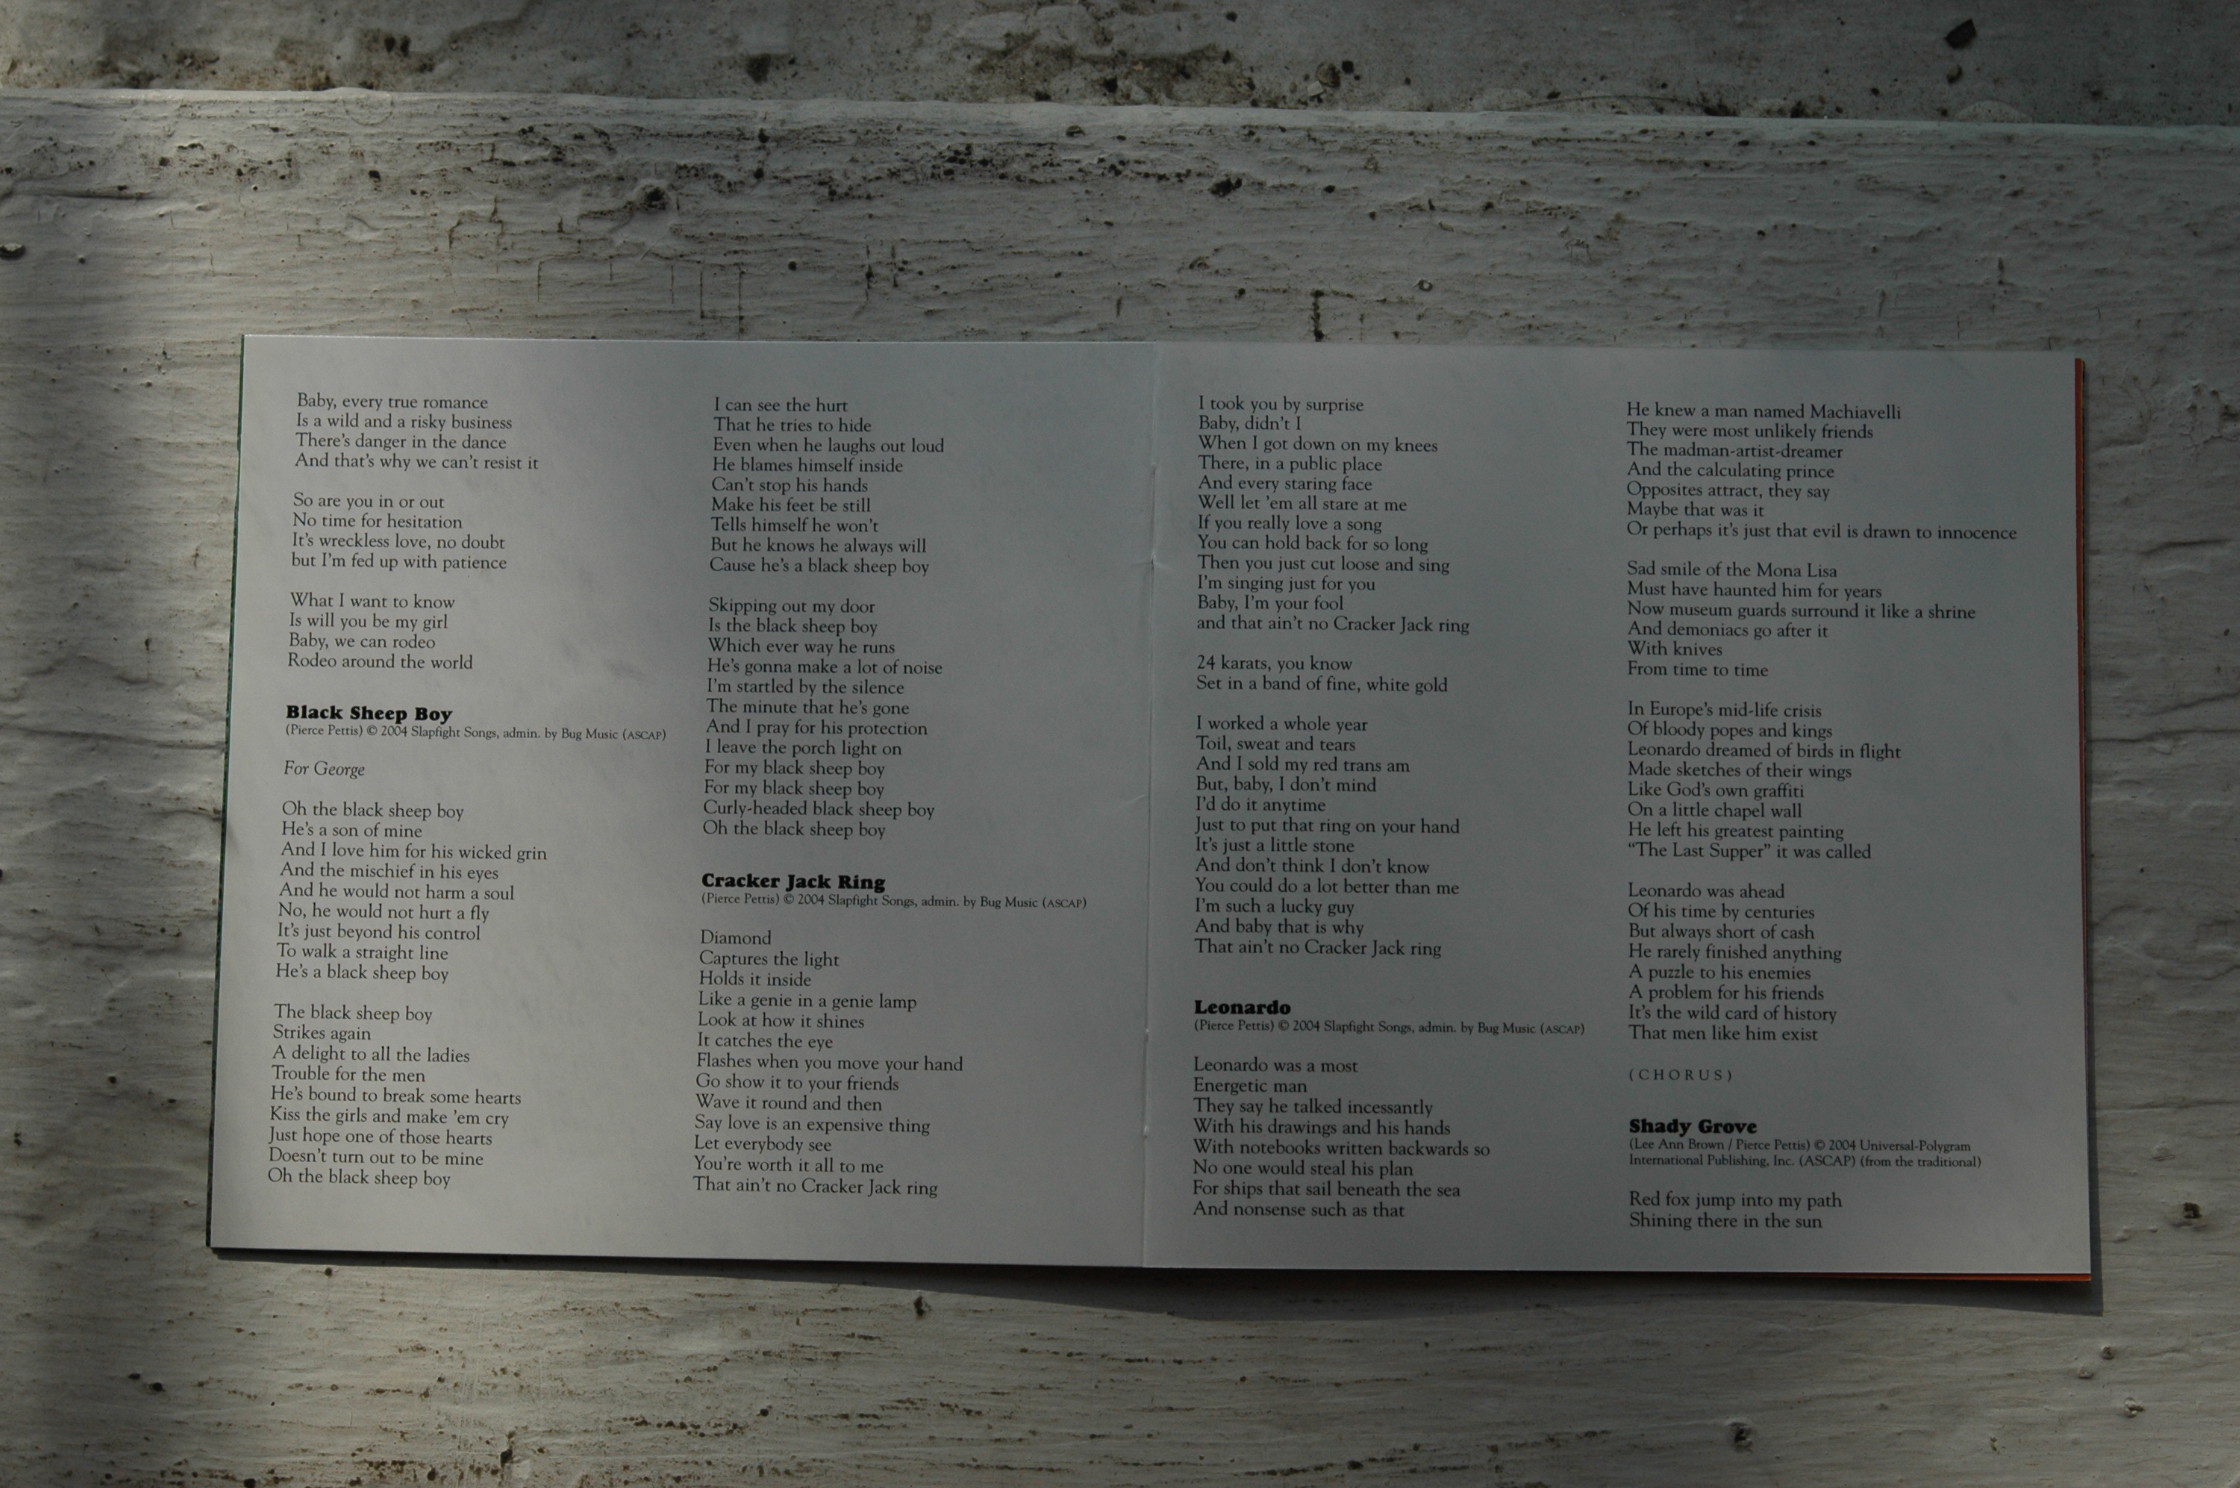 Baby, every true romance
Is a wild and a risky business
There's danger in the dance
And that's why we can't resist it
So are you in or out
No time for hesitation
It's wreckless love, no doubt
but I'm fed up with patience
What I want to know
Is will you be my girl
Baby, we can rodeo
Rodeo around the world
Black Sheep Boy
(Pierce Pettis) © 2004 Slapfight Songs, admin. by Bug Music (ASCAP)
For George
Oh the black sheep boy
He's a son of mine
And I love him for his wicked grin
And the mischief in his eyes
And he would not harm a soul
No, he would not hurt a fly
It's just beyond his control
To walk a straight line
He's a black sheep boy
The black sheep boy
Strikes again
A delight to all the ladies
Trouble for the men
He's bound to break some hearts
Kiss the girls and make 'em cry
Just hope one of those hearts
Doesn't turn out to be mine
Oh the black sheep boy
I can see the hurt
That he tries to hide
Even when he laughs out loud
He blames himself inside
Can't stop his hands
Make his feet be still
Tells himself he won't
But he knows he always will
Cause he's a black sheep boy
Skipping out my door
Is the black sheep boy
Which ever way he runs
He's gonna make a lot of noise
I'm startled by the silence
The minute that he's gone
And I pray for his protection
I leave the porch light on
For my black sheep boy
For my black sheep boy
Curly-headed black sheep boy
Oh the black sheep boy
Cracker Jack Ring
(Pierce Pettis) © 2004 Slapfight Songs, admin. by Bug Music (ASCAP)
Diamond
Captures the light
Holds it inside
Like a genie in a genie lamp
Look at how it shines
It catches the eye
Flashes when you move your hand
Go show it to your friends
Wave it round and then
Say love is an expensive thing
Let everybody see
You're worth it all to me
That ain't no Cracker Jack ring
I took you by surprise
Baby, didn't I
When I got down on my knees
There, in a public place
And every staring face
Well let 'em all stare at me
If you really love a song
You can hold back for so long
Then you just cut loose and sing
I'm singing just for you
Baby, I'm your fool
and that ain't no Cracker Jack ring
24 karats, you know
Set in a band of fine, white gold
I worked a whole year
Toil, sweat and tears
And I sold my red trans am
But, baby, I don't mind
I'd do it anytime
Just to put that ring on your hand
It's just a little stone
And don't think I don't know
You could do a lot better than me
I'm such a lucky guy
And baby that is why
That ain't no Cracker Jack ring
Leonardo
(Pierce Pettis) © 2004 Slapfight Songs, admin. by Bug Music (ASCAP)
Leonardo was a most
Energetic man
They say he talked incessantly
With his drawings and his hands
With notebooks written backwards so
No one would steal his plan
For ships that sail beneath the sea
And nonsense such as that
He knew a man named Machiavelli
They were most unlikely friends
The madman-artist-dreamer
And the calculating prince
Opposites attract, they say
Maybe that was it
Or perhaps it's just that evil is drawn to innocence
Sad smile of the Mona Lisa
Must have haunted him for years
Now museum guards surround it like a shrine
And demoniacs go after it
With knives
From time to time
In Europe's mid-life crisis
Of bloody popes and kings
Leonardo dreamed of birds in flight
Made sketches of their wings
Like God's own graffiti
On a little chapel wall
He left his greatest painting
“The Last Supper” it was called
Leonardo was ahead
Of his time by centuries
But always short of cash
He rarely finished anything
A puzzle to his enemies
A problem for his friends
It's the wild card of history
That men like him exist
(CHORUS)
Shady Grove
(Lee Ann Brown / Pierce Pettis) © 2004 Universal-Polygram
International Publishing, Inc. (ASCAP) (from the traditional)
Red fox jump into my path
Shining there in the sun